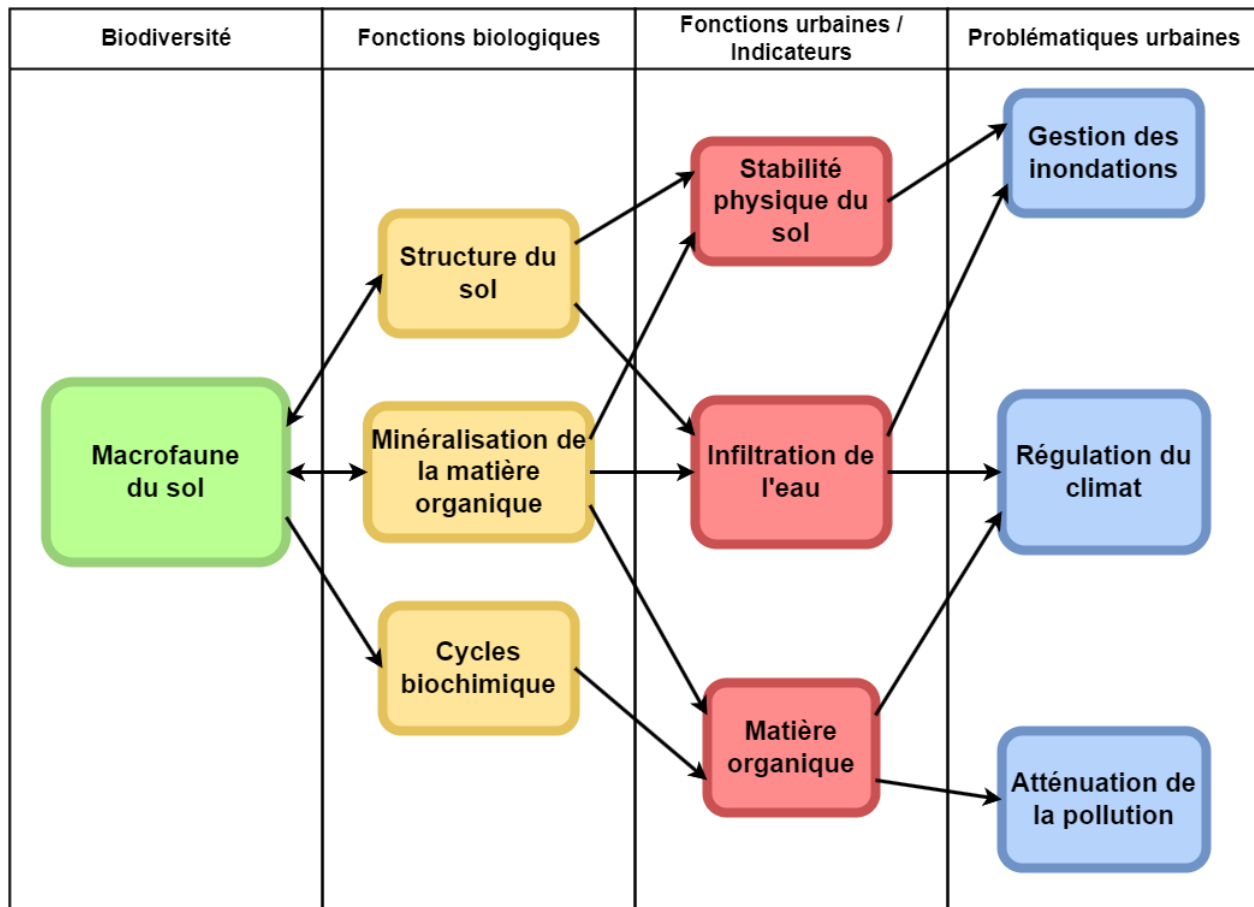 Biodiversité
Fonctions biologiques
Fonctions urbaines /
Indicateurs
Problématiques urbaines
Macrofaune
du sol
Structure du
sol
Minéralisation de
la matière
organique
Cycles
biochimique
Stabilité
physique du
sol
Infiltration de
l'eau
Matière
organique
Gestion des
inondations
Régulation du
climat
Atténuation de
la pollution